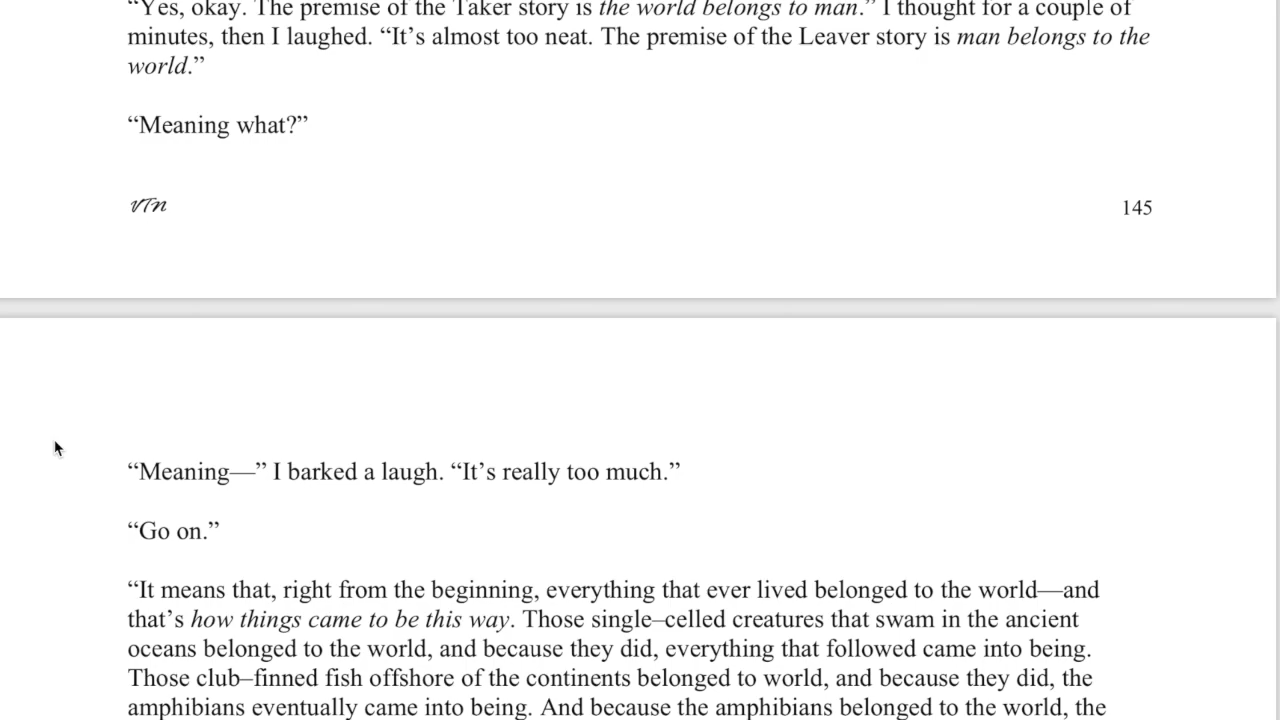 “Yes, okay. The premise of the Taker story is the world belongs to man.” I thought for a couple of
minutes, then I laughed. “It’s almost too neat. The premise of the Leaver story is man belongs to the
world.”
“Meaning what?”
VTN
145
“Meaning—” I barked a laugh. “It’s really too much.”
“Go on.”
“It means that, right from the beginning, everything that ever lived belonged to the world—and
that’s how things came to be this way. Those single–celled creatures that swam in the ancient
oceans belonged to the world, and because they did, everything that followed came into being.
Those club–finned fish offshore of the continents belonged to world, and because they did, the
amphibians eventually came into being. And because the amphibians belonged to the world, the